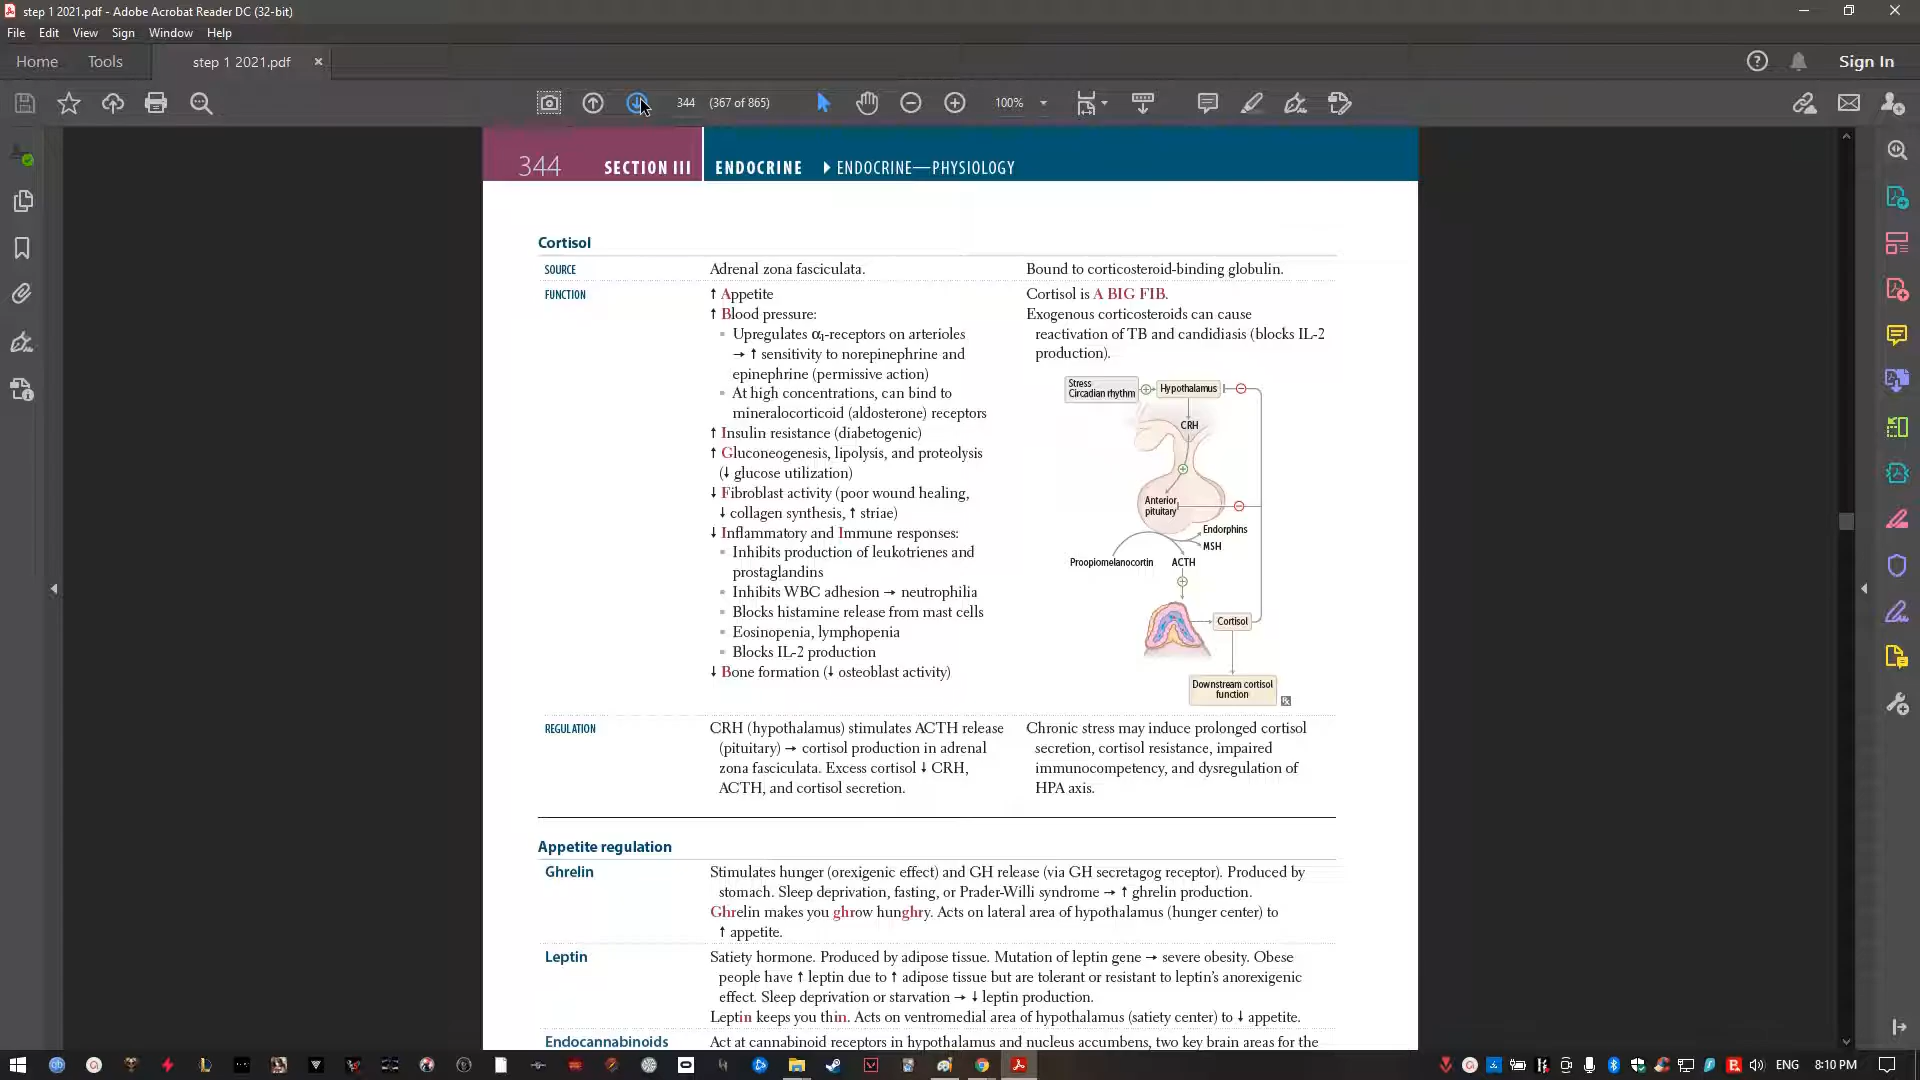 step 1 2021.pdf - Adobe Acrobat Reader DC (32-bit)
File Edit View Sign Window Help
Home Tools step 1 2021.pdf Sign In
344 (367 of 865) 100%
344 SECTION III ENDOCRINE ▶ ENDOCRINE—PHYSIOLOGY
Cortisol
SOURCE Adrenal zona fasciculata. Bound to corticosteroid-binding globulin.
FUNCTION
↑ Appetite
↑ Blood pressure:
▪ Upregulates α1-receptors on arterioles
→ ↑ sensitivity to norepinephrine and
epinephrine (permissive action)
▪ At high concentrations, can bind to
mineralocorticoid (aldosterone) receptors
↑ Insulin resistance (diabetogenic)
↑ Gluconeogenesis, lipolysis, and proteolysis
(↓ glucose utilization)
↓ Fibroblast activity (poor wound healing,
↓ collagen synthesis, ↑ striae)
↓ Inflammatory and Immune responses:
▪ Inhibits production of leukotrienes and
prostaglandins
▪ Inhibits WBC adhesion → neutrophilia
▪ Blocks histamine release from mast cells
▪ Eosinopenia, lymphopenia
▪ Blocks IL-2 production
↓ Bone formation (↓ osteoblast activity)
Cortisol is A BIG FIB.
Exogenous corticosteroids can cause
reactivation of TB and candidiasis (blocks IL-2
production).
Stress
Circadian rhythm
Hypothalamus
CRH
Anterior
pituitary
Endorphins
MSH
Proopiomelanocortin
ACTH
Cortisol
Downstream cortisol
function
REGULATION
CRH (hypothalamus) stimulates ACTH release
(pituitary) → cortisol production in adrenal
zona fasciculata. Excess cortisol ↓ CRH,
ACTH, and cortisol secretion.
Chronic stress may induce prolonged cortisol
secretion, cortisol resistance, impaired
immunocompetency, and dysregulation of
HPA axis.
Appetite regulation
Ghrelin
Stimulates hunger (orexigenic effect) and GH release (via GH secretagog receptor). Produced by
stomach. Sleep deprivation, fasting, or Prader-Willi syndrome → ↑ ghrelin production.
Ghrelin makes you ghrow hunghry. Acts on lateral area of hypothalamus (hunger center) to
↑ appetite.
Leptin
Satiety hormone. Produced by adipose tissue. Mutation of leptin gene → severe obesity. Obese
people have ↑ leptin due to ↑ adipose tissue but are tolerant or resistant to leptin's anorexigenic
effect. Sleep deprivation or starvation → ↓ leptin production.
Leptin keeps you thin. Acts on ventromedial area of hypothalamus (satiety center) to ↓ appetite.
Endocannabinoids
Act at cannabinoid receptors in hypothalamus and nucleus accumbens, two key brain areas for the
ENG 8:10 PM